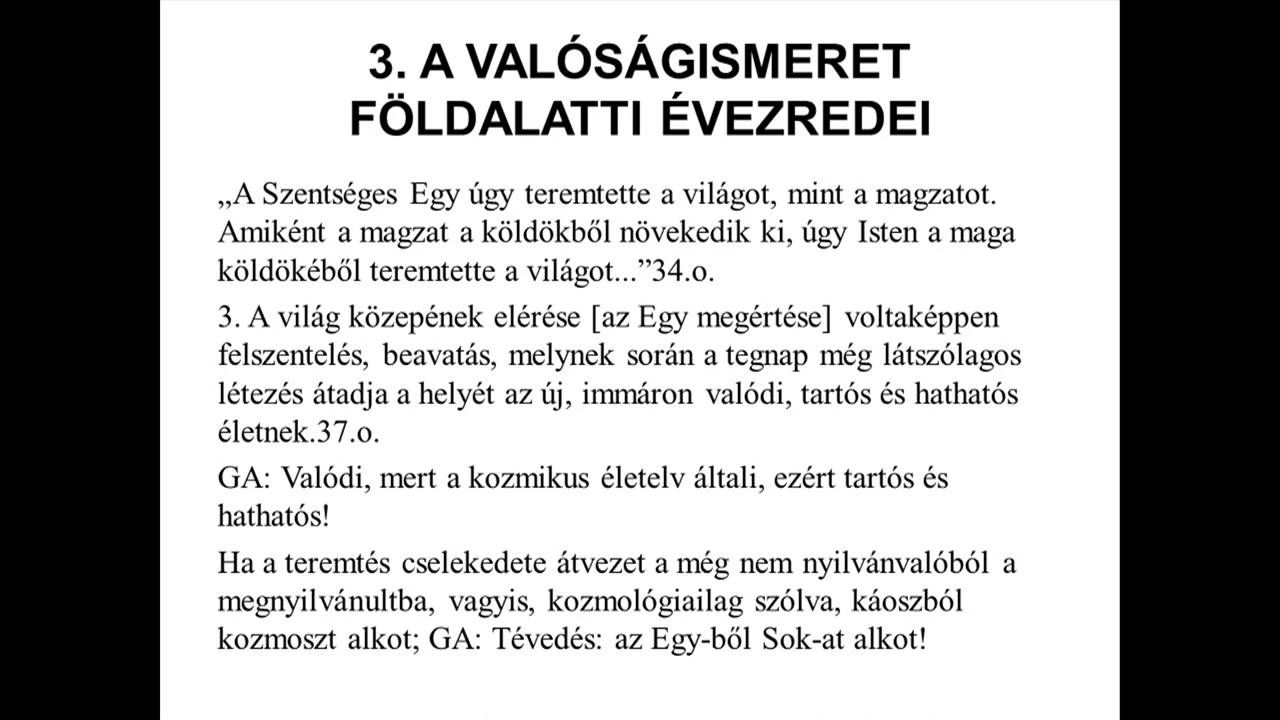 3. A VALÓSÁGISMERET
FÖLDALATTI ÉVEZREDEI
„A Szentséges Egy úgy teremtette a világot, mint a magzatot.
Amiként a magzat a köldökből növekedik ki, úgy Isten a maga
köldökéből teremtette a világot...”34.o.
3. A világ közepének elérése [az Egy megértése] voltaképpen
felszentelés, beavatás, melynek során a tegnap még látszólagos
létezés átadja a helyét az új, immáron valódi, tartós és hathatós
életnek.37.o.
GA: Valódi, mert a kozmikus életelv általi, ezért tartós és
hathatós!
Ha a teremtés cselekedete átvezet a még nem nyilvánvalóból a
megnyilvánultba, vagyis, kozmológiailag szólva, káoszból
kozmoszt alkot; GA: Tévedés: az Egy-ből Sok-at alkot!